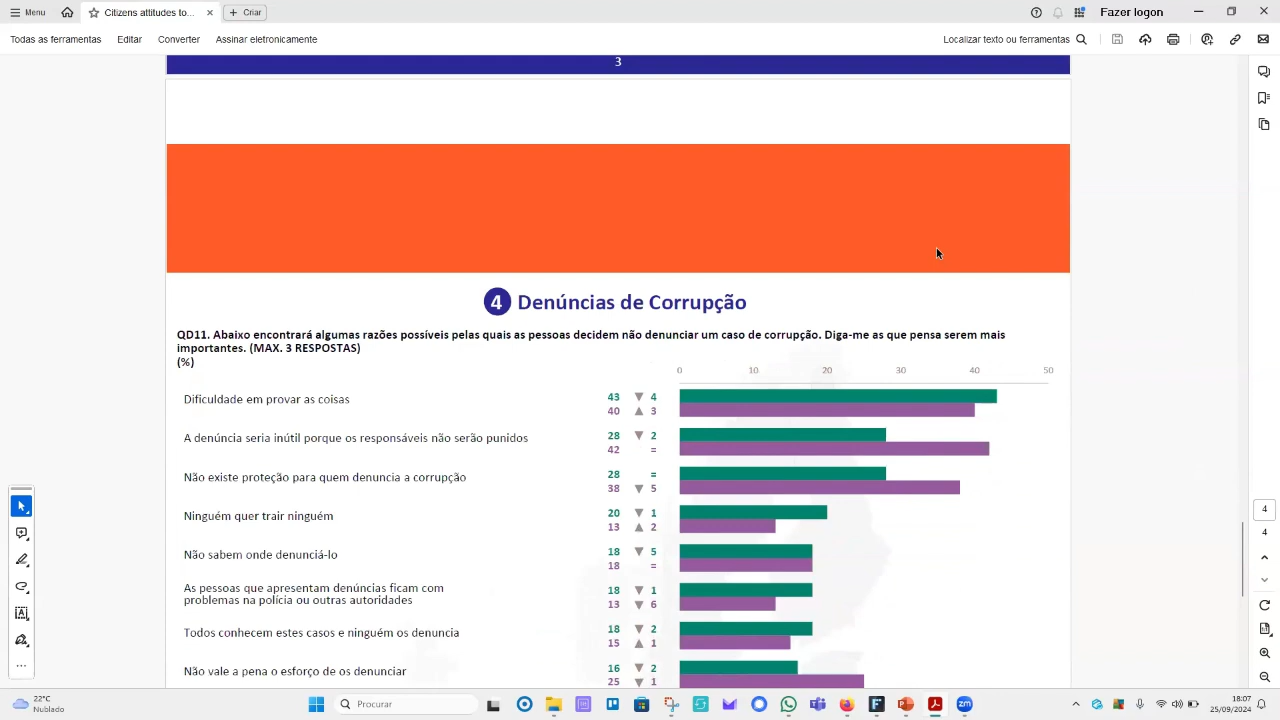 Menu
Citizens attitudes to...
Criar
Fazer logon
Todas as ferramentas
Editar
Converter
Assinar eletronicamente
Localizar texto ou ferramentas
3
4 Denúncias de Corrupção
QD11. Abaixo encontrará algumas razões possíveis pelas quais as pessoas decidem não denunciar um caso de corrupção. Diga-me as que pensa serem mais
importantes. (MAX. 3 RESPOSTAS)
(%)
0 10 20 30 40 50
Dificuldade em provar as coisas
43 ▼ 4
40 ▲ 3
A denúncia seria inútil porque os responsáveis não serão punidos
28 ▼ 2
42 =
Não existe proteção para quem denuncia a corrupção
28 =
38 ▼ 5
Ninguém quer trair ninguém
20 ▼ 1
13 ▲ 2
Não sabem onde denunciá-lo
18 ▼ 5
18 =
As pessoas que apresentam denúncias ficam com
problemas na polícia ou outras autoridades
18 ▼ 1
13 ▼ 6
Todos conhecem estes casos e ninguém os denuncia
18 ▼ 2
15 ▲ 1
Não vale a pena o esforço de os denunciar
16 ▼ 2
25 ▼ 1
4
4
22°C
Nublado
Procurar
zm
18:07
25/09/2024